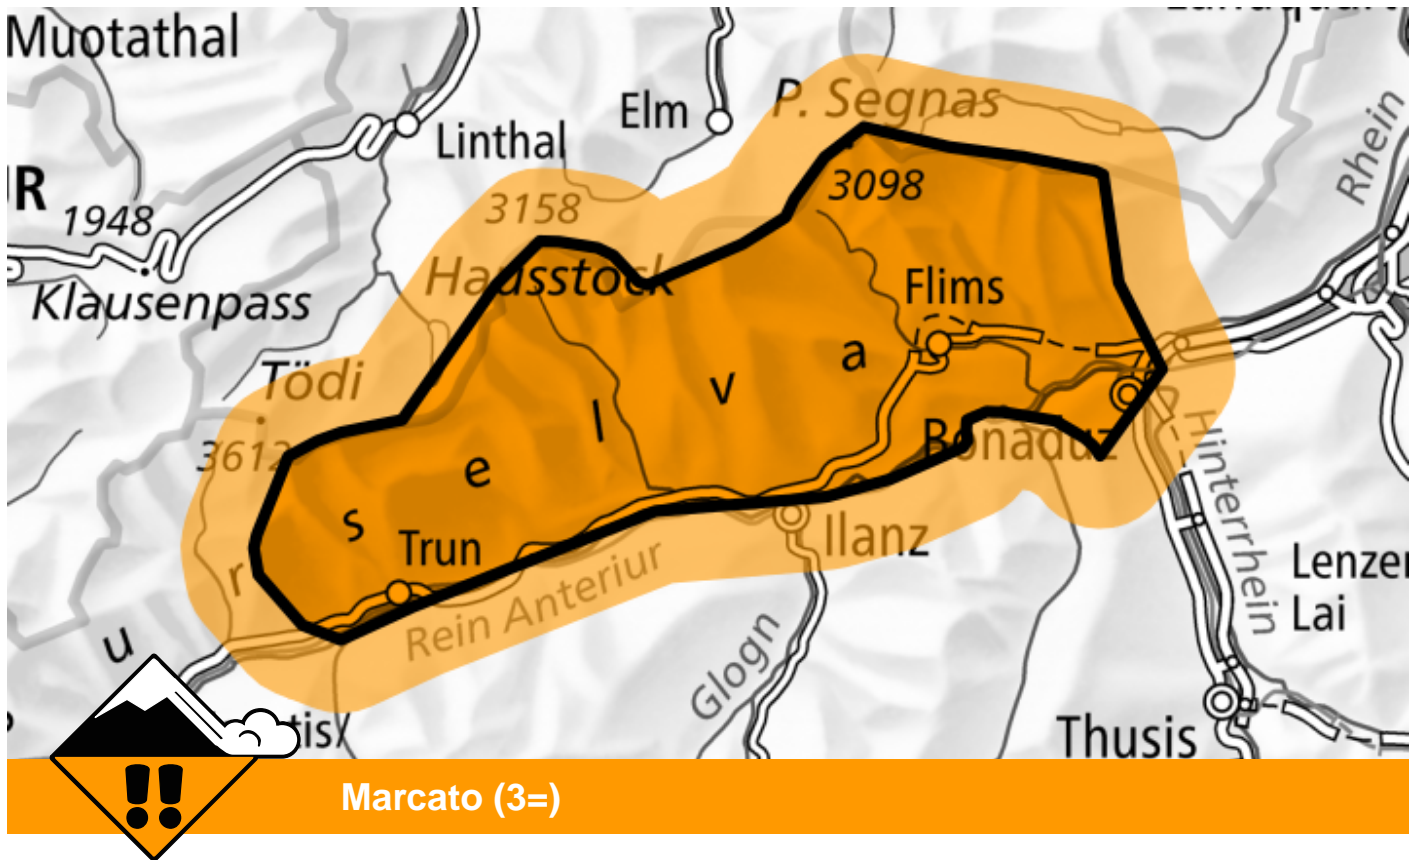 Muotathal
Elm
P. Segnas
Linthal
Rhein
UR
1948
3158
3098
Klausenpass
Hausstock
Flims
Tödi
a
v
l
3612
Bonaduz
e
s
Trun
Ilanz
Hinterrhein
r
Rein Anteriur
Lenzer
Lai
u
Glogn
Thusis
Marcato (3=)